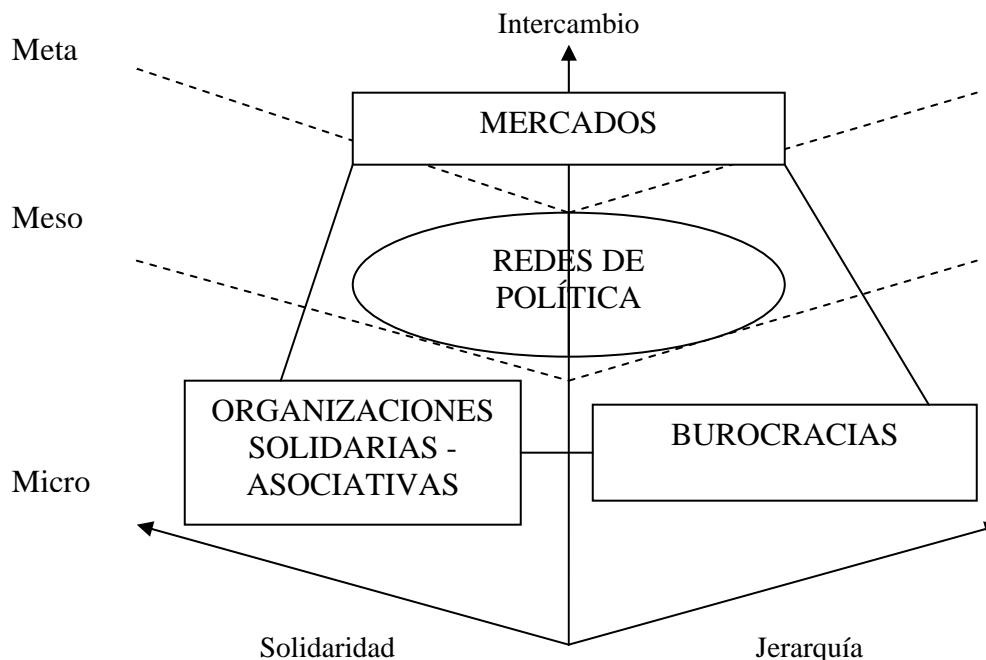 Intercambio
Meta
MERCADOS
Meso
REDES DE
POLÍTICA
ORGANIZACIONES
SOLIDARIAS -
ASOCIATIVAS
BUROCRACIAS
Micro
Solidaridad
Jerarquía